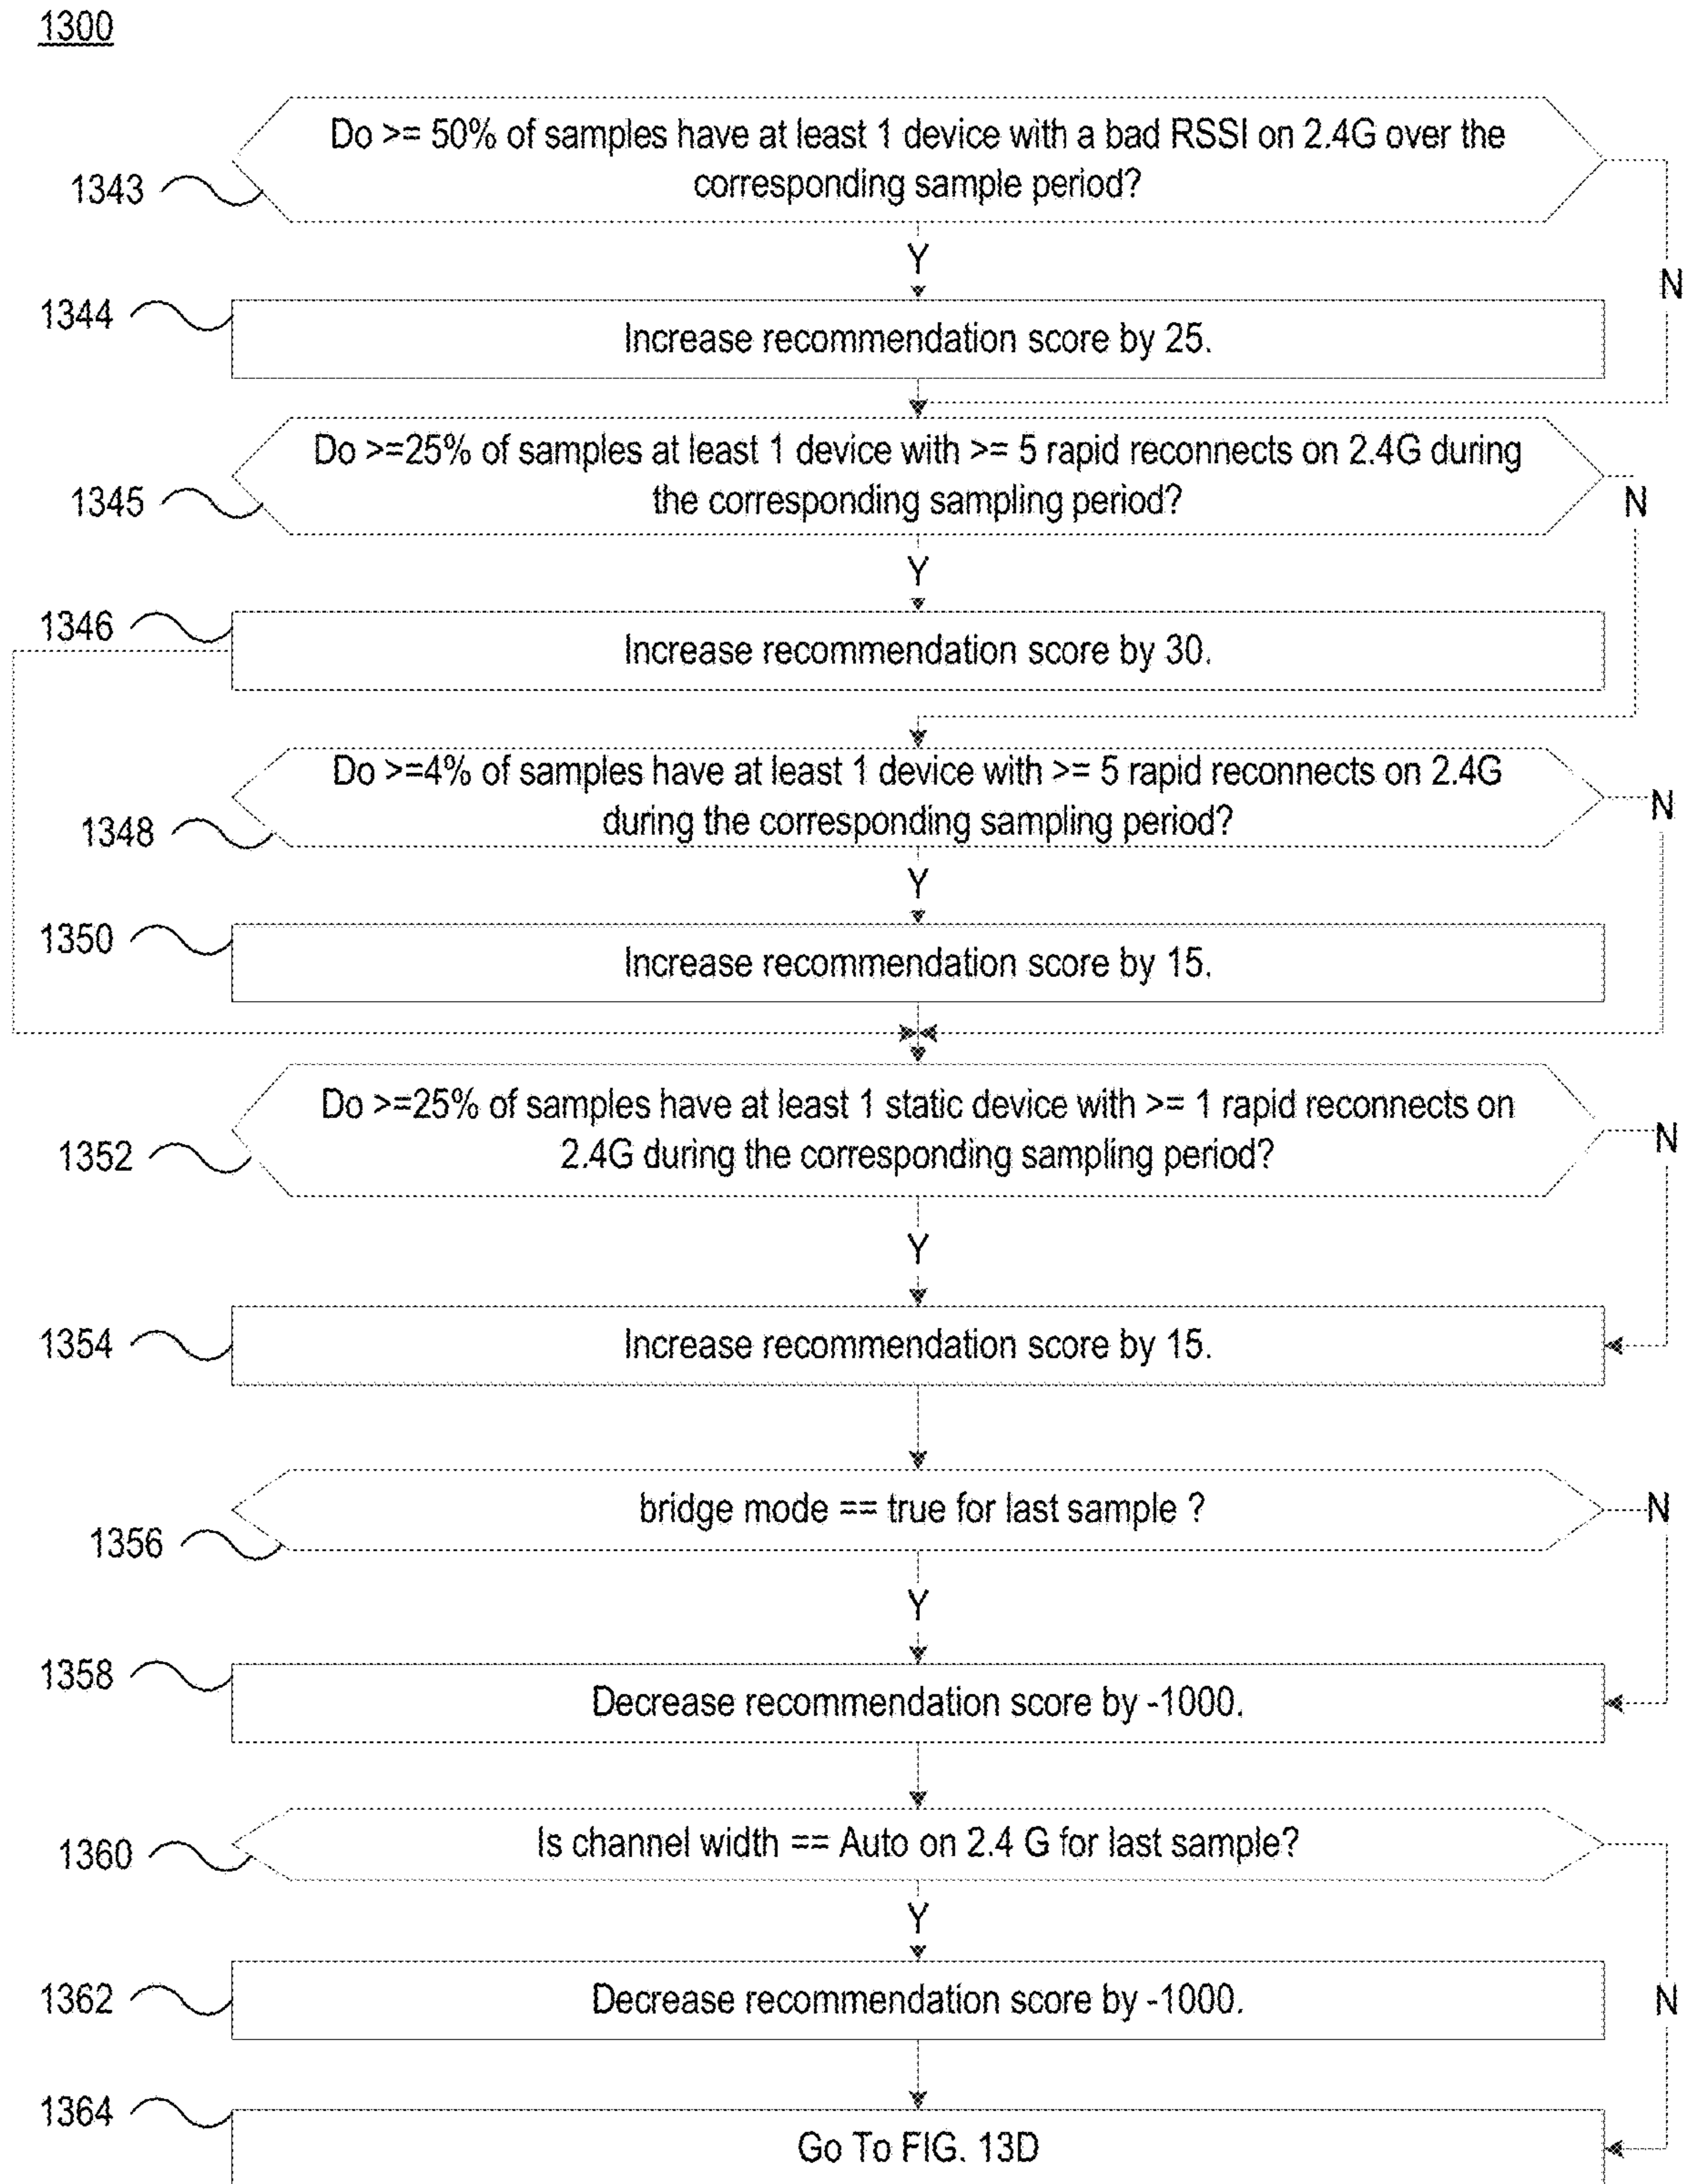 1300
Do >= 50% of samples have at least 1 device with a bad RSSI on 2.4G over the
corresponding sample period?
1343
Y
N
1344
Increase recommendation score by 25.
Do >=25% of samples at least 1 device with >= 5 rapid reconnects on 2.4G during
the corresponding sampling period?
1345
N
Y
1346
Increase recommendation score by 30.
Do >=4% of samples have at least 1 device with >= 5 rapid reconnects on 2.4G
during the corresponding sampling period?
1348
N
Y
1350
Increase recommendation score by 15.
Do >=25% of samples have at least 1 static device with >= 1 rapid reconnects on
2.4G during the corresponding sampling period?
1352
N
Y
1354
Increase recommendation score by 15.
bridge mode == true for last sample ?
N
1356
Y
1358
Decrease recommendation score by -1000.
Is channel width == Auto on 2.4 G for last sample?
1360
Y
1362
Decrease recommendation score by -1000.
N
1364
Go To FIG. 13D